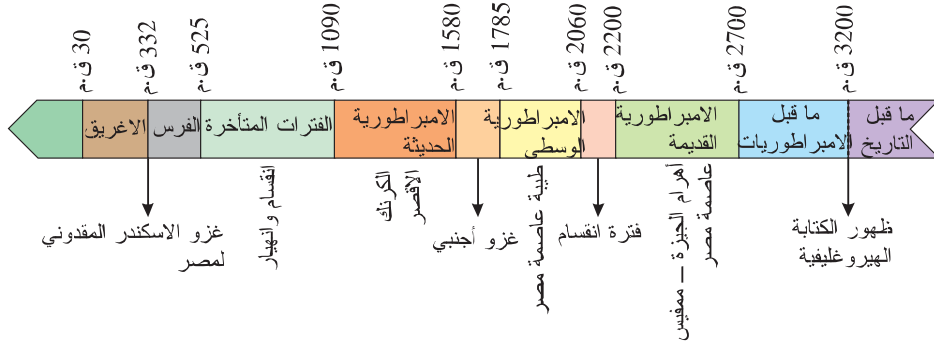 3200 ق.م
2700 ق.م
2200 ق.م
2060 ق.م
1785 ق.م
1580 ق.م
1090 ق.م
525 ق.م
332 ق.م
30 ق.م
ما قبل
التاريخ
ما قبل
الامبراطوريات
الامبراطورية
القديمة
الامبراطورية
الوسطى
الامبراطورية
الحديثة
الفترات المتأخرة
الفرس
الاغريق
ظهور الكتابة
الهيروغليفية
أهرام الجيزة – ممفيس
عاصمة مصر
فترة انقسام
طيبة عاصمة مصر
غزو أجنبي
الكرنك
الاقصر
انقسام وانهيار
غزو الاسكندر المقدوني
لمصر